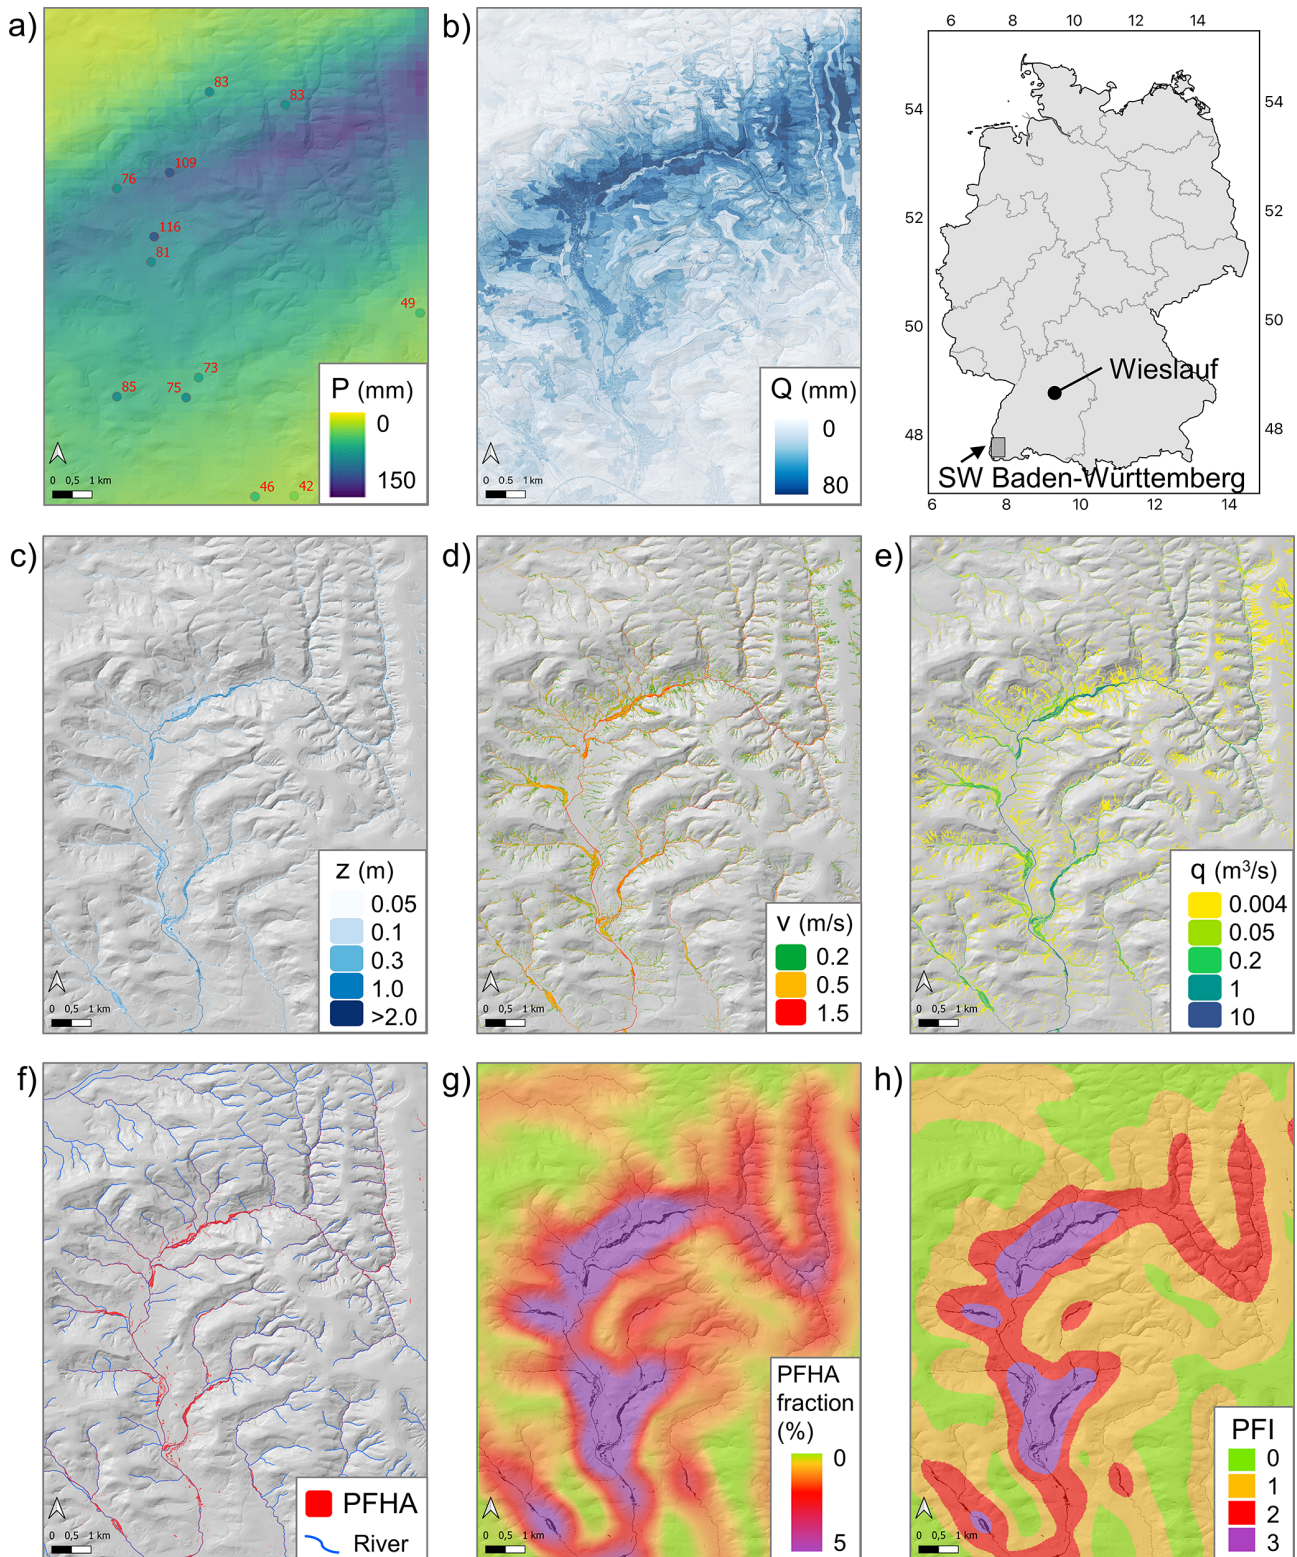 a)
83
83
109
76
116
81
49
73
85
75
46
42
P (mm)
0
150
0 0.5 1 km
b)
Q (mm)
0
80
0 0.5 1 km
6 8 10 12 14
54
52
50
48
54
52
50
48
Wieslauf
SW Baden-Württemberg
6 8 10 12 14
c)
z (m)
0.05
0.1
0.3
1.0
>2.0
0 0,5 1 km
d)
v (m/s)
0.2
0.5
1.5
0 0,5 1 km
e)
q (m³/s)
0.004
0.05
0.2
1
10
0 0,5 1 km
f)
PFHA
River
0 0,5 1 km
g)
PFHA
fraction
(%)
0
5
0 0,5 1 km
h)
PFI
0
1
2
3
0 0,5 1 km